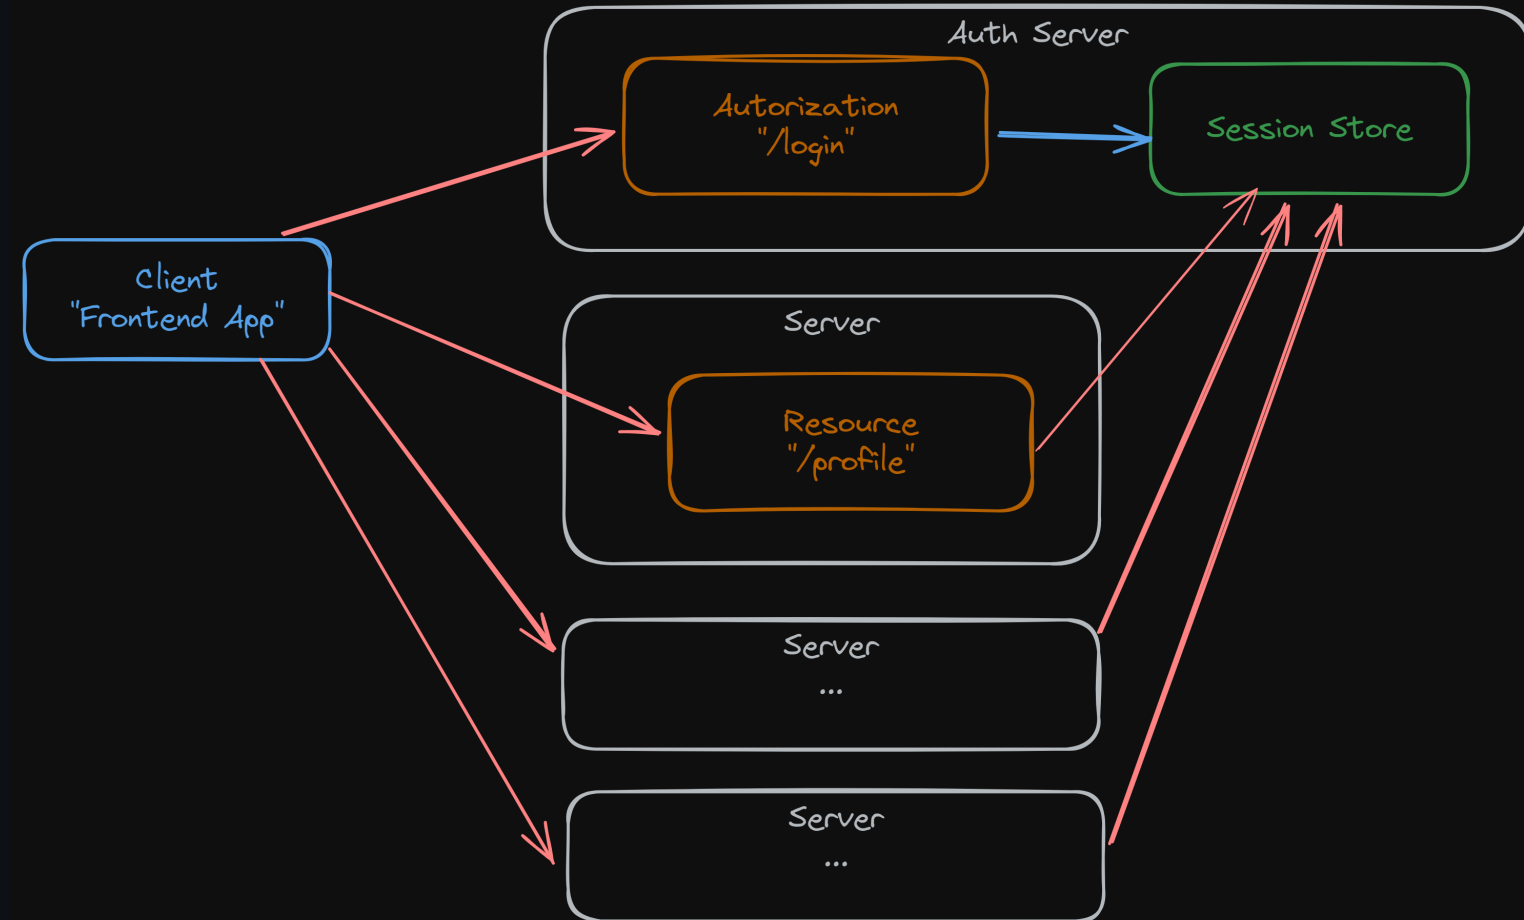 Auth Server
Autorization
"/login"
Session Store
Client
"Frontend App"
Server
Resource
"/profile"
Server
...
Server
...